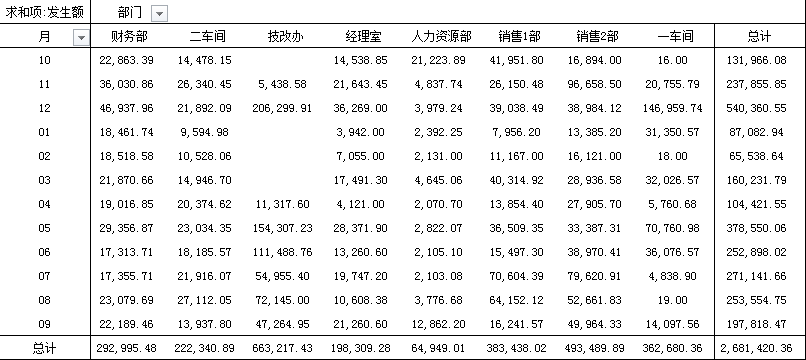 求和项:发生额 部门
月 财务部 二车间 技改办 经理室 人力资源部 销售1部 销售2部 一车间 总计
10 22,863.39 14,478.15 14,538.85 21,223.89 41,951.80 16,894.00 16.00 131,966.08
11 36,030.86 26,340.45 5,438.58 21,643.45 4,837.74 26,150.48 96,658.50 20,755.79 237,855.85
12 46,937.96 21,892.09 206,299.91 36,269.00 3,979.24 39,038.49 38,984.12 146,959.74 540,360.55
01 18,461.74 9,594.98 3,942.00 2,392.25 7,956.20 13,385.20 31,350.57 87,082.94
02 18,518.58 10,528.06 7,055.00 2,131.00 11,167.00 16,121.00 18.00 65,538.64
03 21,870.66 14,946.70 17,491.30 4,645.06 40,314.92 28,936.58 32,026.57 160,231.79
04 19,016.85 20,374.62 11,317.60 4,121.00 2,070.70 13,854.40 27,905.70 5,760.68 104,421.55
05 29,356.87 23,034.35 154,307.23 28,371.90 2,822.07 36,509.35 33,387.31 70,760.98 378,550.06
06 17,313.71 18,185.57 111,488.76 13,260.60 2,105.10 15,497.30 38,970.41 36,076.57 252,898.02
07 17,355.71 21,916.07 54,955.40 19,747.20 2,103.08 70,604.39 79,620.91 4,838.90 271,141.66
08 23,079.69 27,112.05 72,145.00 10,608.38 3,776.68 64,152.12 52,661.83 19.00 253,554.75
09 22,189.46 13,937.80 47,264.95 21,260.60 12,862.20 16,241.57 49,964.33 14,097.56 197,818.47
总计 292,995.48 222,340.89 663,217.43 198,309.28 64,949.01 383,438.02 493,489.89 362,680.36 2,681,420.36